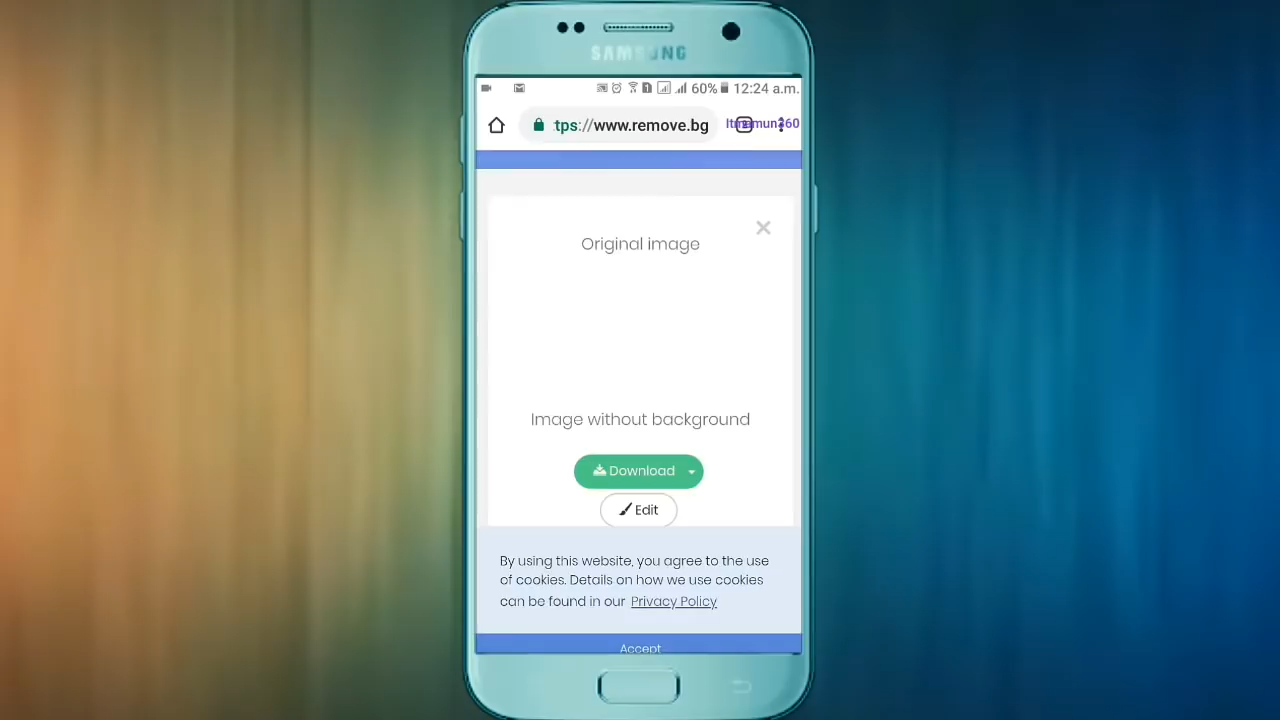 SAMSUNG
60% 12:24 a.m.
tps://www.remove.bg
Itmamun360
Original image
Image without background
Download
Edit
By using this website, you agree to the use
of cookies. Details on how we use cookies
can be found in our Privacy Policy
Accept